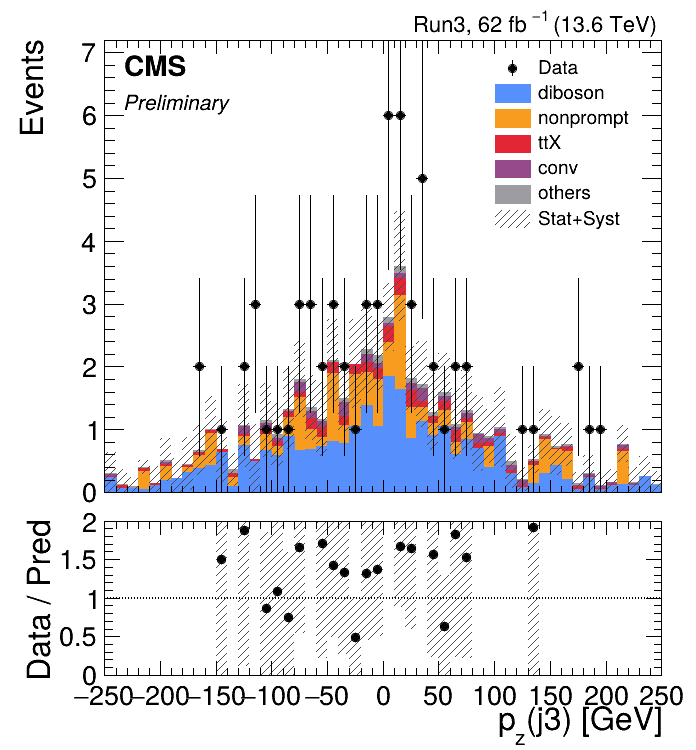 Run3, 62 fb⁻¹ (13.6 TeV)
CMS
Preliminary
Events
7
6
5
4
3
2
1
0
Data
diboson
nonprompt
ttX
conv
others
Stat+Syst
Data / Pred
2
1.5
1
0.5
0
−250 −200 −150 −100 −50 0 50 100 150 200 250
p_z(j3) [GeV]